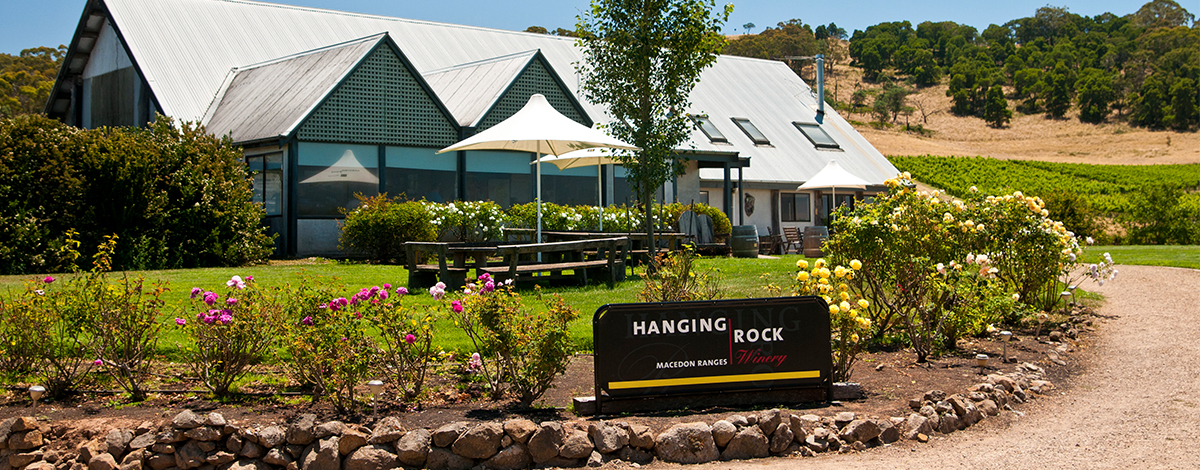 HANGING
ROCK
MACEDON RANGES Winery